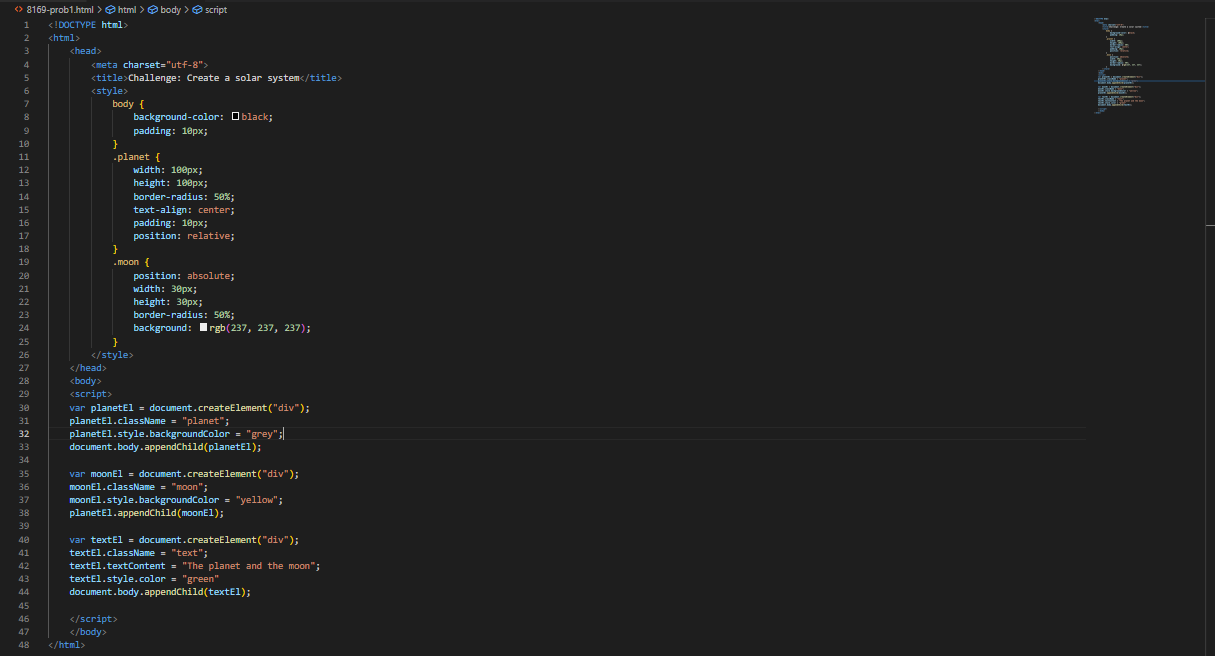 8169-prob1.html > html > body > script
1 <!DOCTYPE html>
2 <html>
3 <head>
4 <meta charset="utf-8">
5 <title>Challenge: Create a solar system</title>
6 <style>
7 body {
8 background-color: black;
9 padding: 10px;
10 }
11 .planet {
12 width: 100px;
13 height: 100px;
14 border-radius: 50%;
15 text-align: center;
16 padding: 10px;
17 position: relative;
18 }
19 .moon {
20 position: absolute;
21 width: 30px;
22 height: 30px;
23 border-radius: 50%;
24 background: rgb(237, 237, 237);
25 }
26 </style>
27 </head>
28 <body>
29 <script>
30 var planetEl = document.createElement("div");
31 planetEl.className = "planet";
32 planetEl.style.backgroundColor = "grey";
33 document.body.appendChild(planetEl);
34
35 var moonEl = document.createElement("div");
36 moonEl.className = "moon";
37 moonEl.style.backgroundColor = "yellow";
38 planetEl.appendChild(moonEl);
39
40 var textEl = document.createElement("div");
41 textEl.className = "text";
42 textEl.textContent = "The planet and the moon";
43 textEl.style.color = "green"
44 document.body.appendChild(textEl);
45
46 </script>
47 </body>
48 </html>